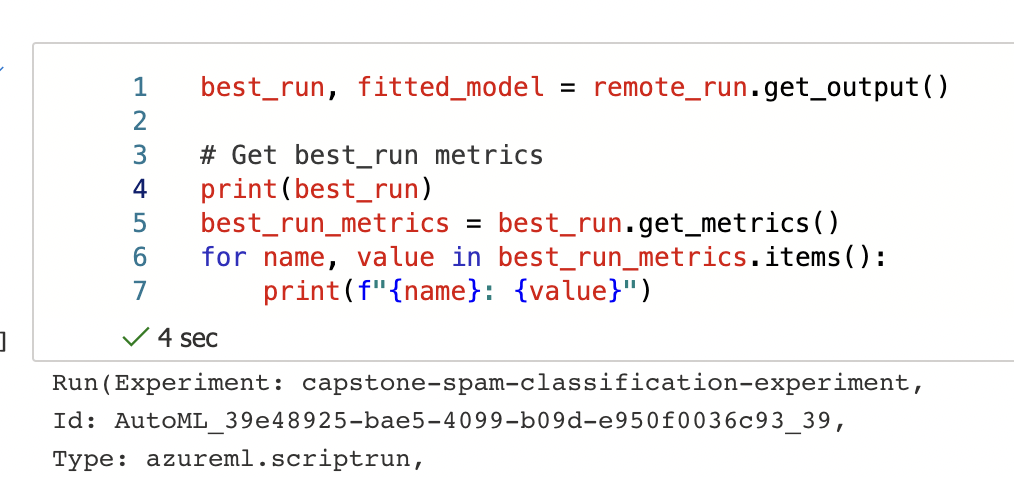 1 best_run, fitted_model = remote_run.get_output()
2
3 # Get best_run metrics
4 print(best_run)
5 best_run_metrics = best_run.get_metrics()
6 for name, value in best_run_metrics.items():
7     print(f"{name}: {value}")
] ✓ 4 sec
Run(Experiment: capstone-spam-classification-experiment,
Id: AutoML_39e48925-bae5-4099-b09d-e950f0036c93_39,
Type: azureml.scriptrun,